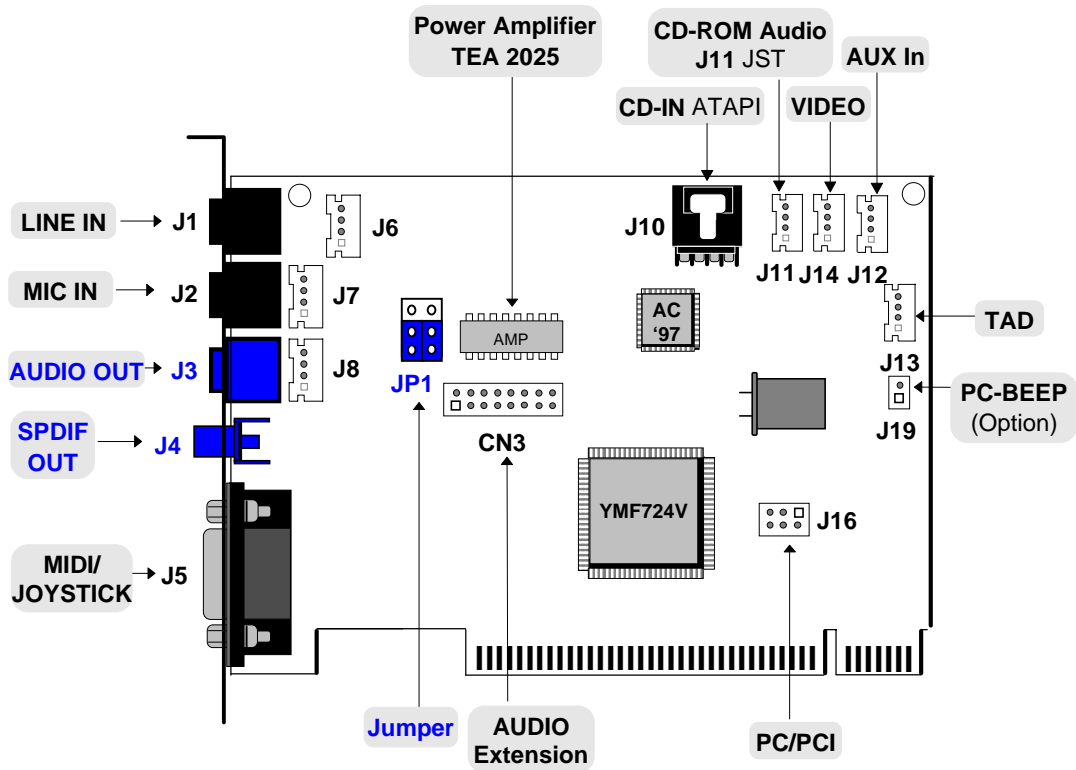 Power Amplifier
TEA 2025
CD-ROM Audio
J11 JST
AUX In
CD-IN ATAPI
VIDEO
LINE IN
J1
J6
J10
J11
J14
J12
MIC IN
J2
J7
AC
‘97
TAD
AMP
J13
AUDIO OUT
J3
J8
JP1
PC-BEEP
(Option)
J19
SPDIF
OUT
J4
CN3
YMF724V
J16
MIDI/
JOYSTICK
J5
Jumper
AUDIO
Extension
PC/PCI